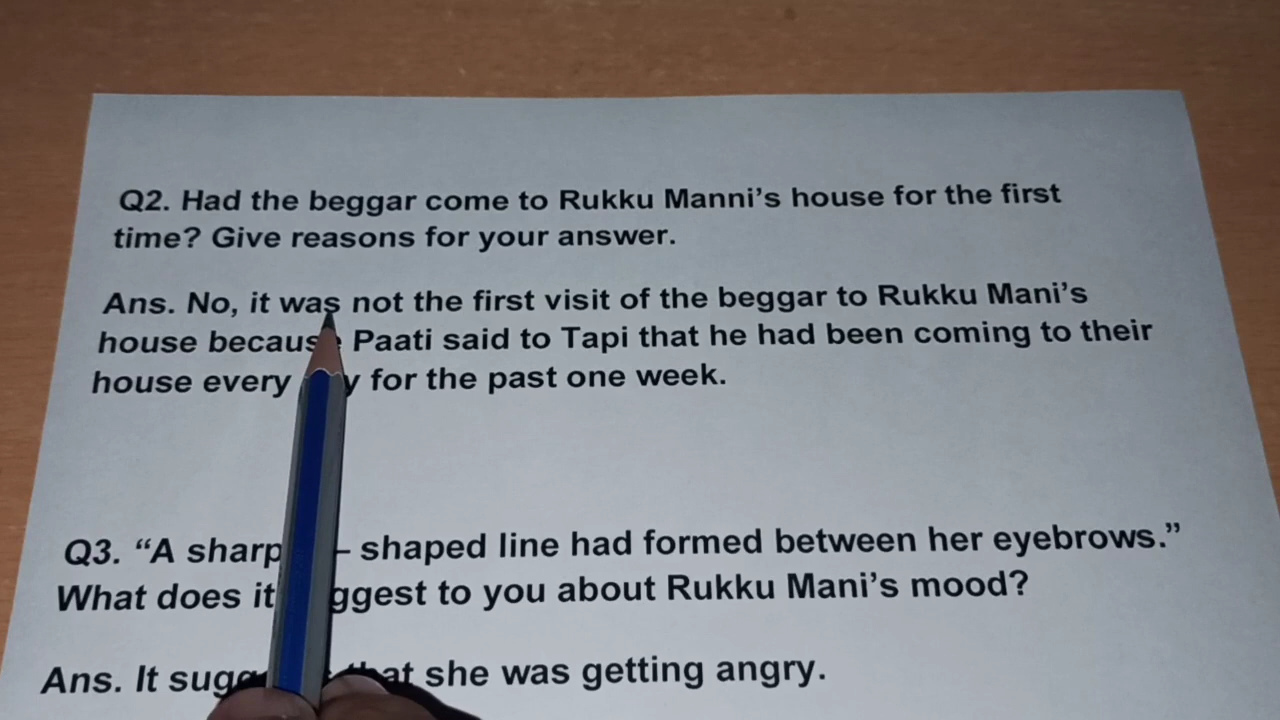 Q2. Had the beggar come to Rukku Manni's house for the first
time? Give reasons for your answer.
Ans. No, it was not the first visit of the beggar to Rukku Mani's
house because Paati said to Tapi that he had been coming to their
house every for the past one week.
Q3. “A sharp – shaped line had formed between her eyebrows.”
What does it suggest to you about Rukku Mani's mood?
Ans. It that she was getting angry.